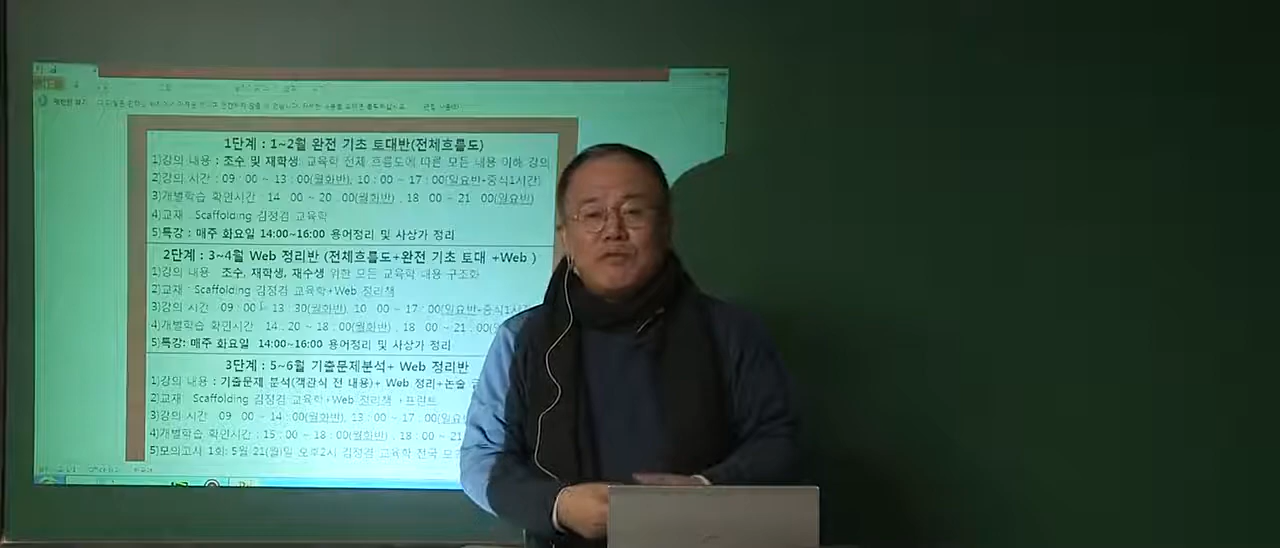 1단계 : 1~2월 완전 기초 토대반(전체흐름도)
1)강의 내용 : 조수 및 재학생: 교육학 전체 흐름도에 따른 모든 내용 이해 강의
2)강의 시간 : 09 : 00 ~ 13 : 00(월화반), 10 : 00 ~ 17 : 00(일요반+중식1시간)
3)개별학습 확인시간 : 14 : 00 ~ 20 : 00(월화반) , 18 : 00 ~ 21 : 00(일요반)
4)교재 : Scaffolding 김정겸 교육학
5)특강 : 매주 화요일 14:00~16:00 용어정리 및 사상가 정리
2단계 : 3~4월 Web 정리반 (전체흐름도+완전 기초 토대 +Web )
1)강의 내용 : 조수, 재학생, 재수생 위한 모든 교육학 내용 구조화
2)교재 : Scaffolding 김정겸 교육학+Web 정리책
3)강의 시간 : 09 : 00 ~ 13 : 30(월화반), 10 : 00 ~ 17 : 00(일요반+중식1시간
4)개별학습 확인시간 : 14 : 20 ~ 18 : 00(월화반) , 18 : 00 ~ 21 : 00(
5)특강: 매주 화요일 14:00~16:00 용어정리 및 사상가 정리
3단계 : 5~6월 기출문제분석+ Web 정리반
1)강의 내용 : 기출문제 분석(객관식 전 내용)+ Web 정리+논술
2)교재 : Scaffolding 김정겸 교육학+Web 정리책 +프린트
3)강의 시간 : 09 : 00 ~ 14 : 00(월화반), 13 : 00 ~ 17 : 00(일요
4)개별학습 확인시간 : 15 : 00 ~ 18 : 00(월화반) , 18 : 00 ~ 21
5)모의고사 1회: 5월 21(월)일 오후2시 김정겸 교육학 전국